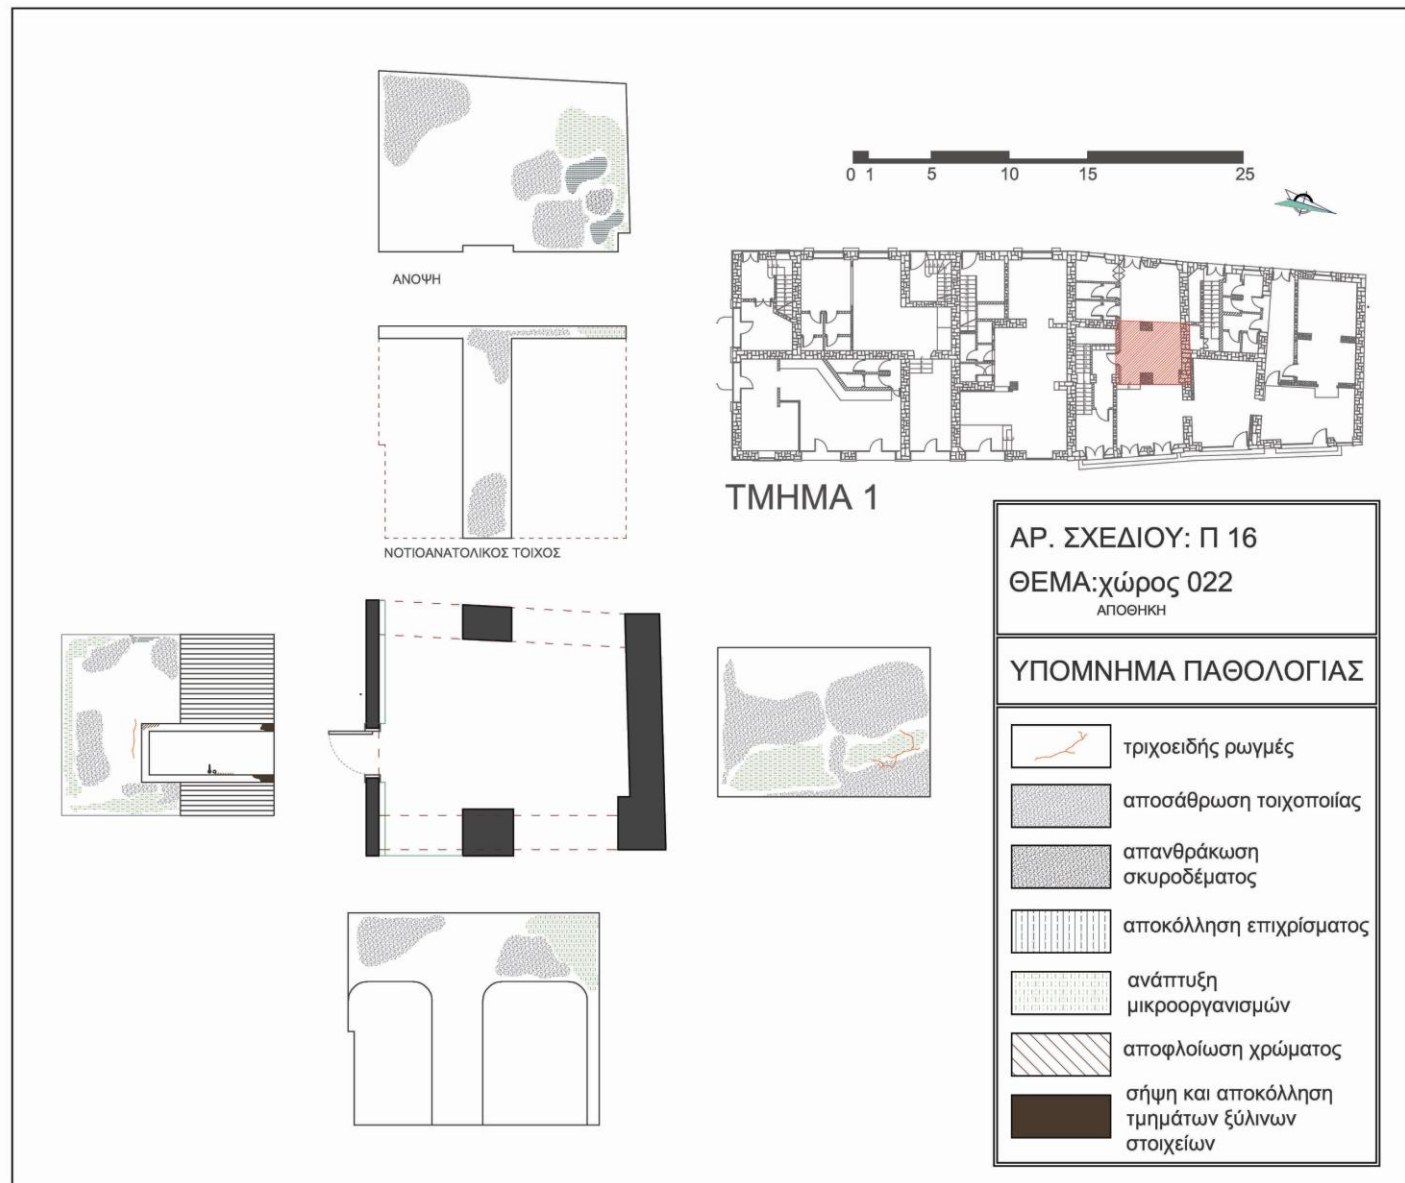 ΑΝΟΨΗ
0 1 5 10 15 25
ΝΟΤΙΟΑΝΑΤΟΛΙΚΟΣ ΤΟΙΧΟΣ
ΤΜΗΜΑ 1
ΑΡ. ΣΧΕΔΙΟΥ: Π 16
ΘΕΜΑ:χώρος 022
ΑΠΟΘΗΚΗ
ΥΠΟΜΝΗΜΑ ΠΑΘΟΛΟΓΙΑΣ
τριχοειδής ρωγμές
αποσάθρωση τοιχοποιίας
απανθράκωση
σκυροδέματος
αποκόλληση επιχρίσματος
ανάπτυξη
μικροοργανισμών
αποφλοίωση χρώματος
σήψη και αποκόλληση
τμημάτων ξύλινων
στοιχείων